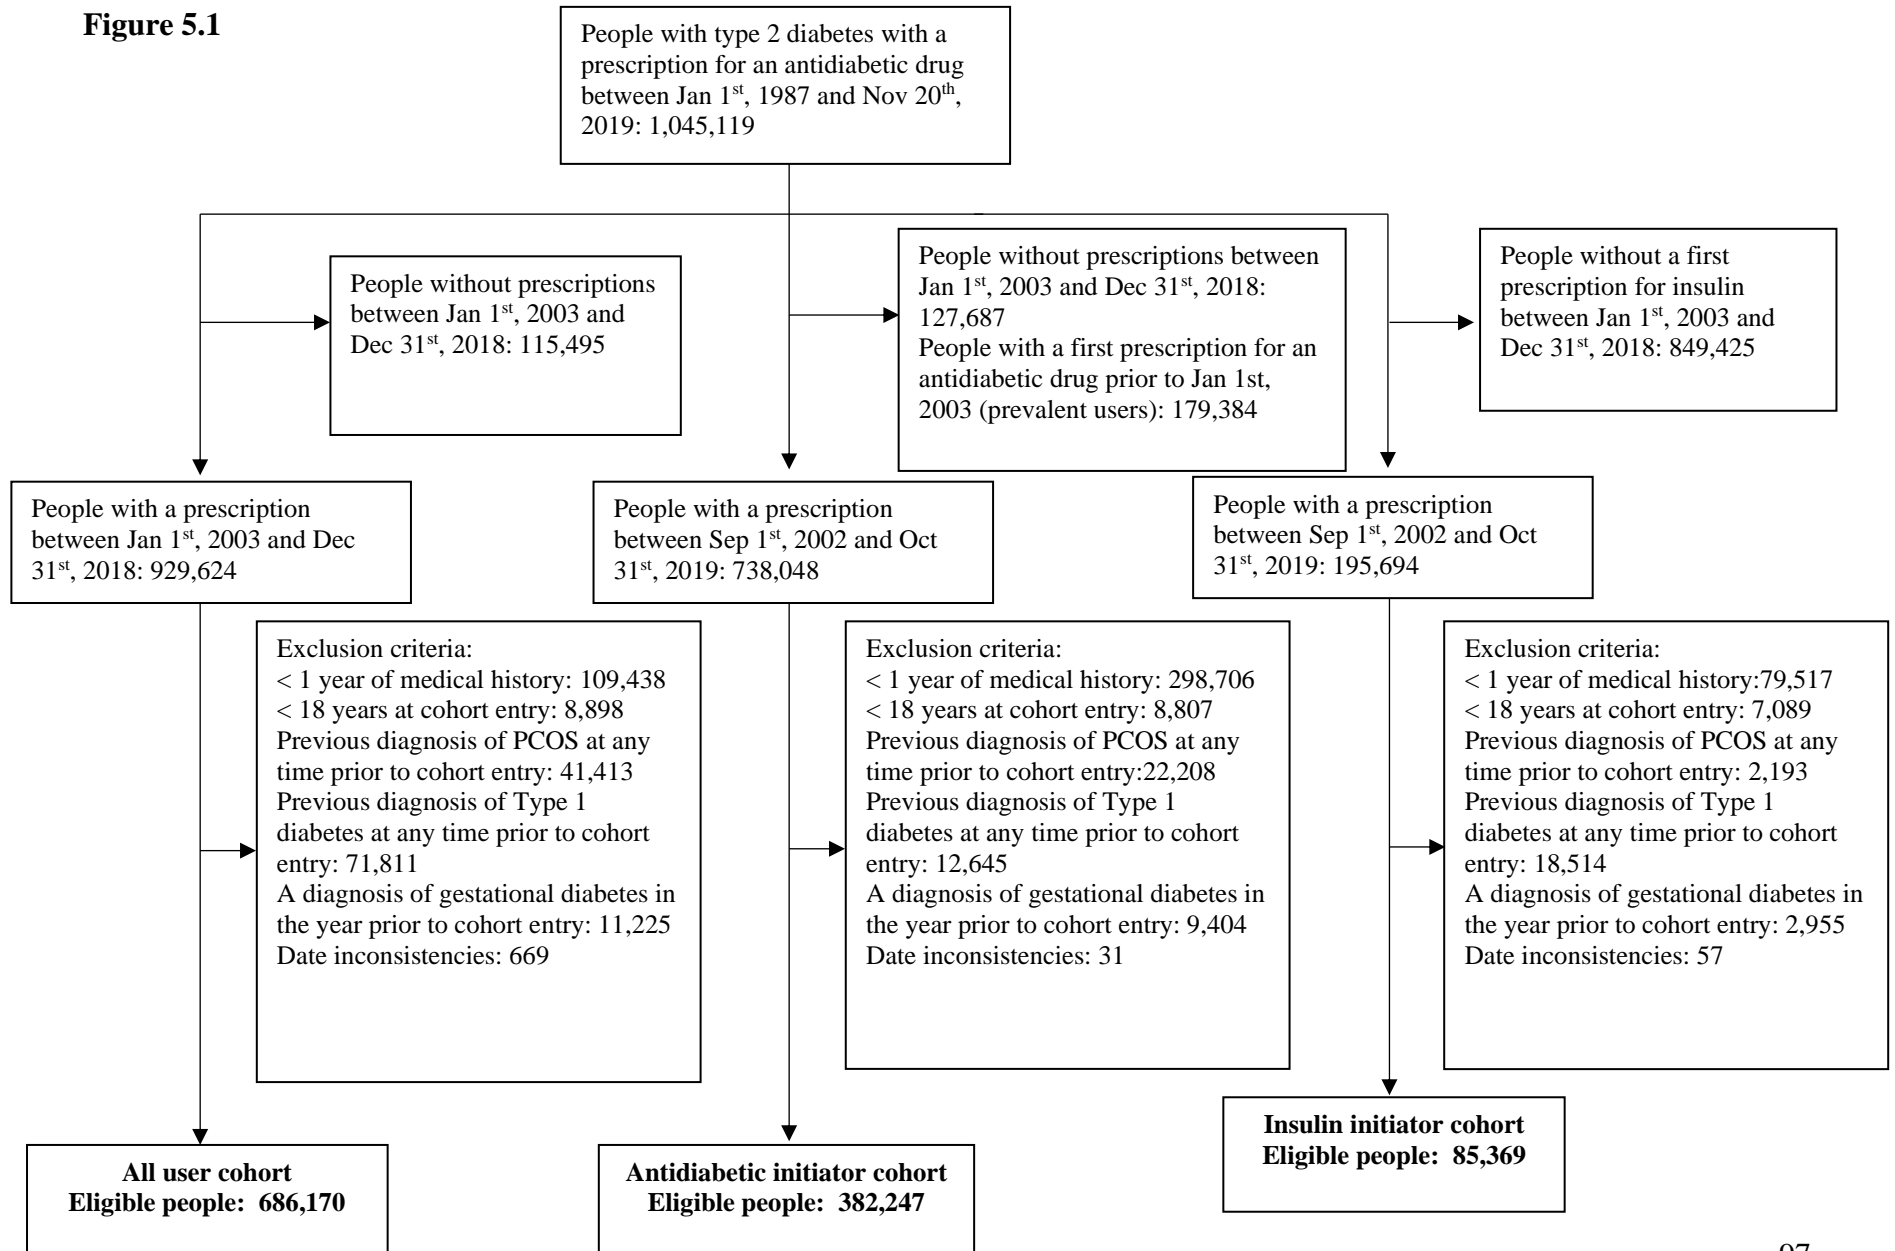 Figure 5.1
People with type 2 diabetes with a
prescription for an antidiabetic drug
between Jan 1st, 1987 and Nov 20th,
2019: 1,045,119
People without prescriptions
between Jan 1st, 2003 and
Dec 31st, 2018: 115,495
People without prescriptions between
Jan 1st, 2003 and Dec 31st, 2018:
127,687
People with a first prescription for an
antidiabetic drug prior to Jan 1st,
2003 (prevalent users): 179,384
People without a first
prescription for insulin
between Jan 1st, 2003 and
Dec 31st, 2018: 849,425
People with a prescription
between Jan 1st, 2003 and Dec
31st, 2018: 929,624
People with a prescription
between Sep 1st, 2002 and Oct
31st, 2019: 738,048
People with a prescription
between Sep 1st, 2002 and Oct
31st, 2019: 195,694
Exclusion criteria:
< 1 year of medical history: 109,438
< 18 years at cohort entry: 8,898
Previous diagnosis of PCOS at any
time prior to cohort entry: 41,413
Previous diagnosis of Type 1
diabetes at any time prior to cohort
entry: 71,811
A diagnosis of gestational diabetes in
the year prior to cohort entry: 11,225
Date inconsistencies: 669
Exclusion criteria:
< 1 year of medical history: 298,706
< 18 years at cohort entry: 8,807
Previous diagnosis of PCOS at any
time prior to cohort entry:22,208
Previous diagnosis of Type 1
diabetes at any time prior to cohort
entry: 12,645
A diagnosis of gestational diabetes in
the year prior to cohort entry: 9,404
Date inconsistencies: 31
Exclusion criteria:
< 1 year of medical history:79,517
< 18 years at cohort entry: 7,089
Previous diagnosis of PCOS at any
time prior to cohort entry: 2,193
Previous diagnosis of Type 1
diabetes at any time prior to cohort
entry: 18,514
A diagnosis of gestational diabetes in
the year prior to cohort entry: 2,955
Date inconsistencies: 57
All user cohort
Eligible people: 686,170
Antidiabetic initiator cohort
Eligible people: 382,247
Insulin initiator cohort
Eligible people: 85,369